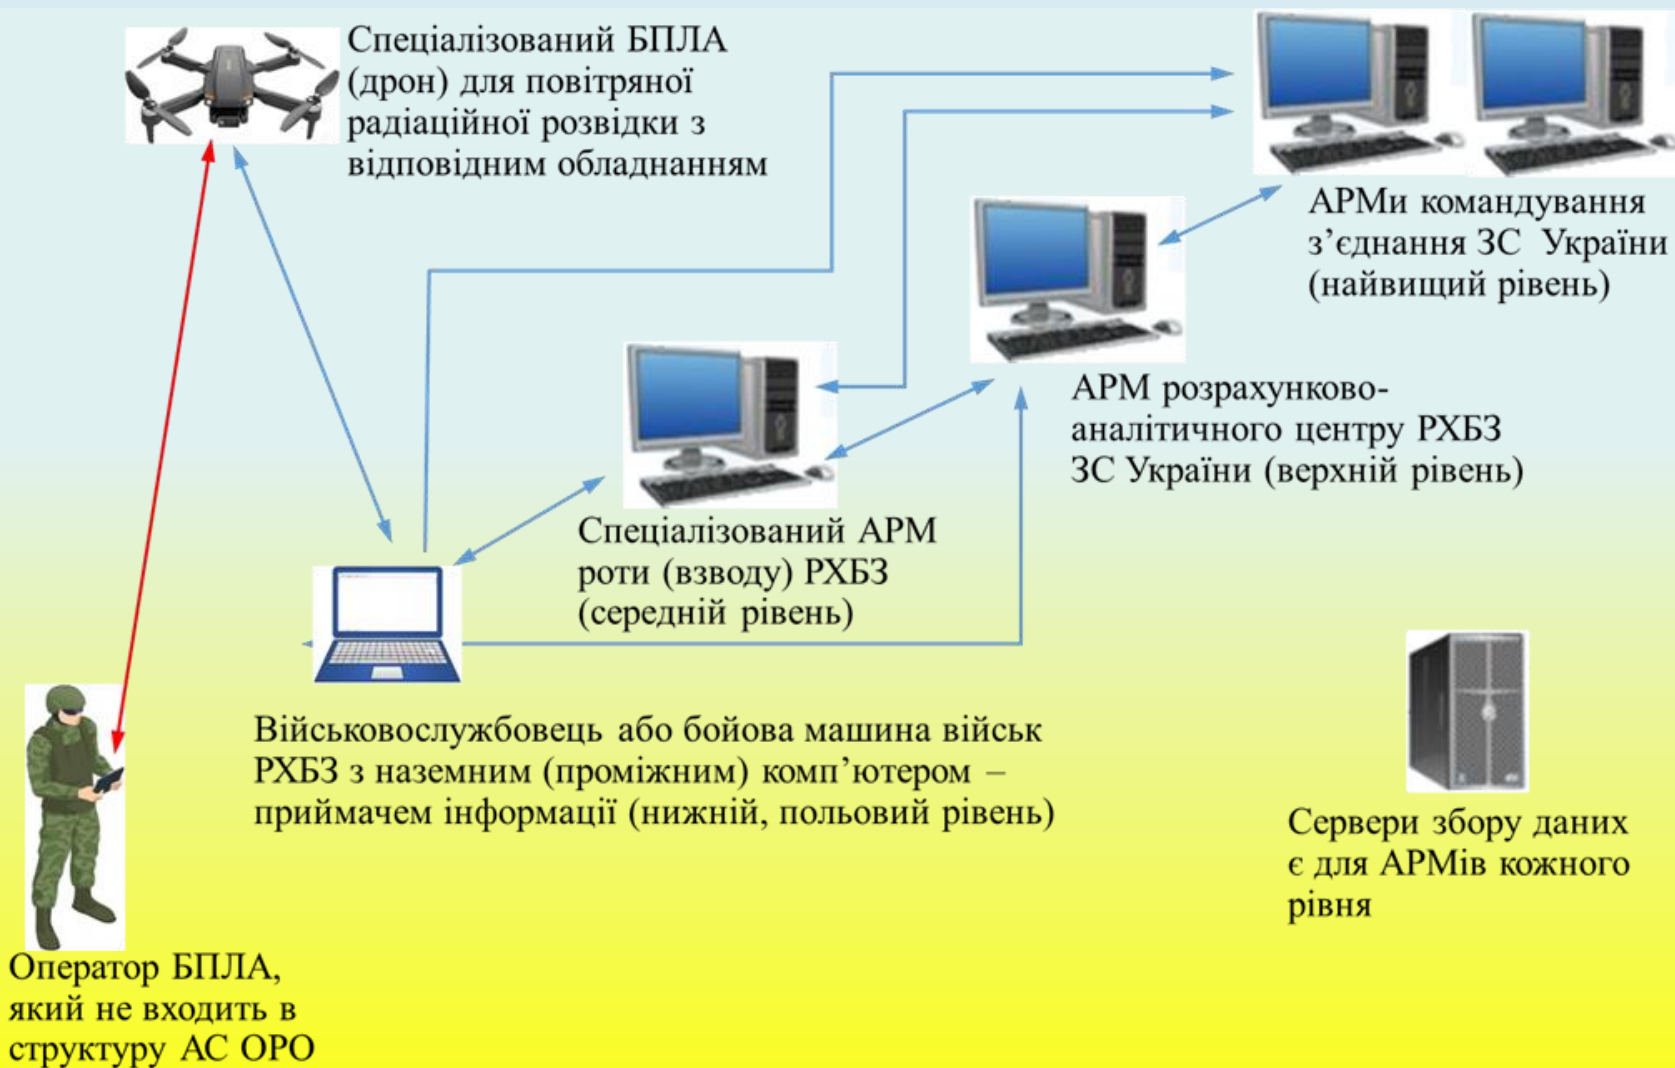 Спеціалізований БПЛА
(дрон) для повітряної
радіаційної розвідки з
відповідним обладнанням
АРМи командування
з’єднання ЗС України
(найвищий рівень)
АРМ розрахунково-
аналітичного центру РХБЗ
ЗС України (верхній рівень)
Спеціалізований АРМ
роти (взводу) РХБЗ
(середній рівень)
Військовослужбовець або бойова машина військ
РХБЗ з наземним (проміжним) комп’ютером –
приймачем інформації (нижній, польовий рівень)
Сервери збору даних
є для АРМів кожного
рівня
Оператор БПЛА,
який не входить в
структуру АС ОРО